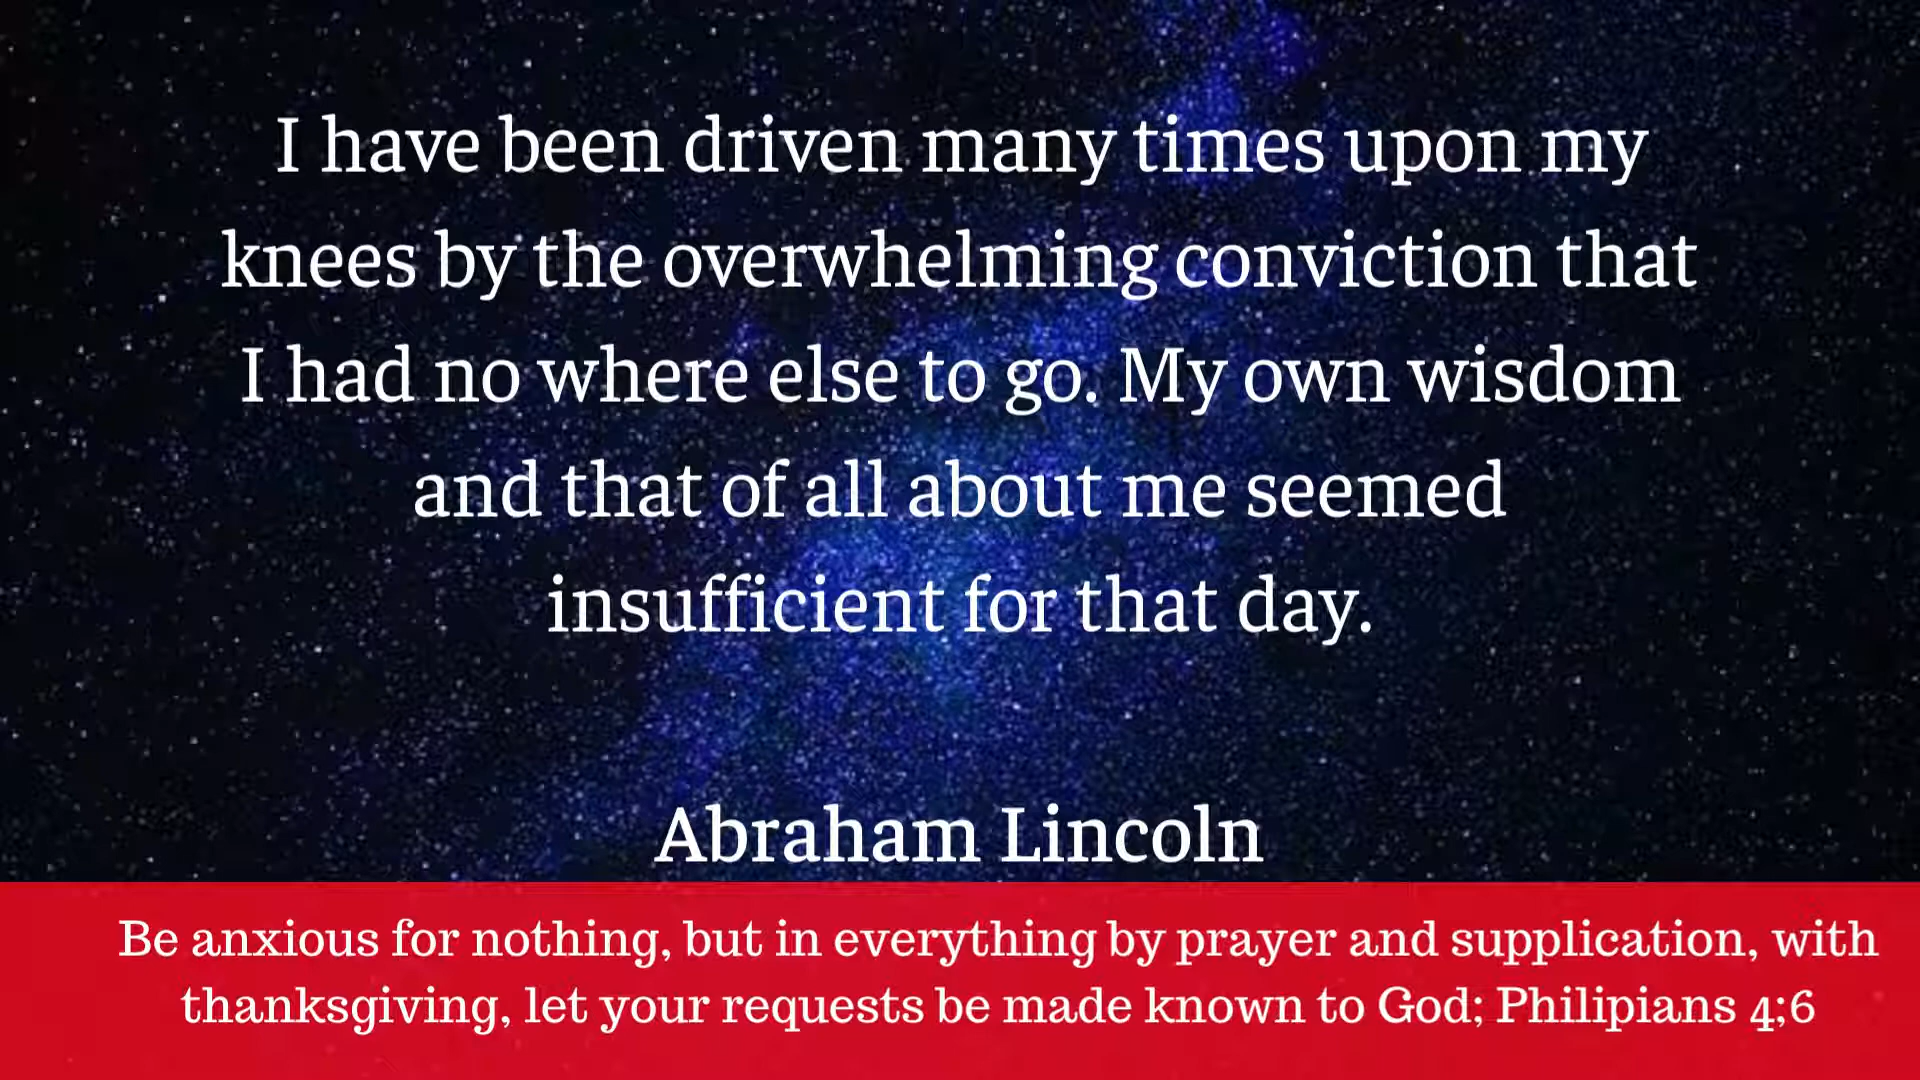 I have been driven many times upon my
knees by the overwhelming conviction that
I had no where else to go. My own wisdom
and that of all about me seemed
insufficient for that day.
Abraham Lincoln
Be anxious for nothing, but in everything by prayer and supplication, with
thanksgiving, let your requests be made known to God; Philipians 4;6